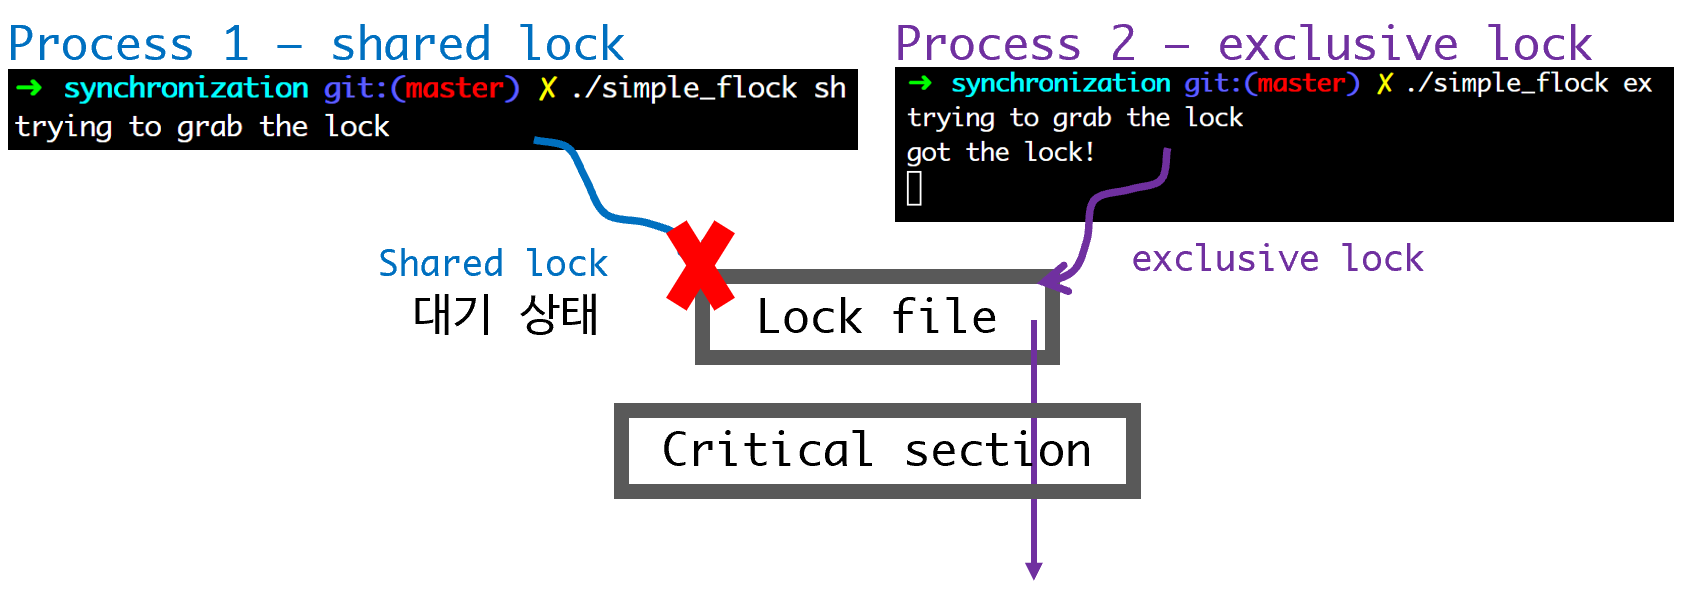 Process 1 – shared lock
➜ synchronization git:(master) ✗ ./simple_flock sh
trying to grab the lock
Process 2 – exclusive lock
➜ synchronization git:(master) ✗ ./simple_flock ex
trying to grab the lock
got the lock!
Shared lock
대기 상태
exclusive lock
Lock file
Critical section